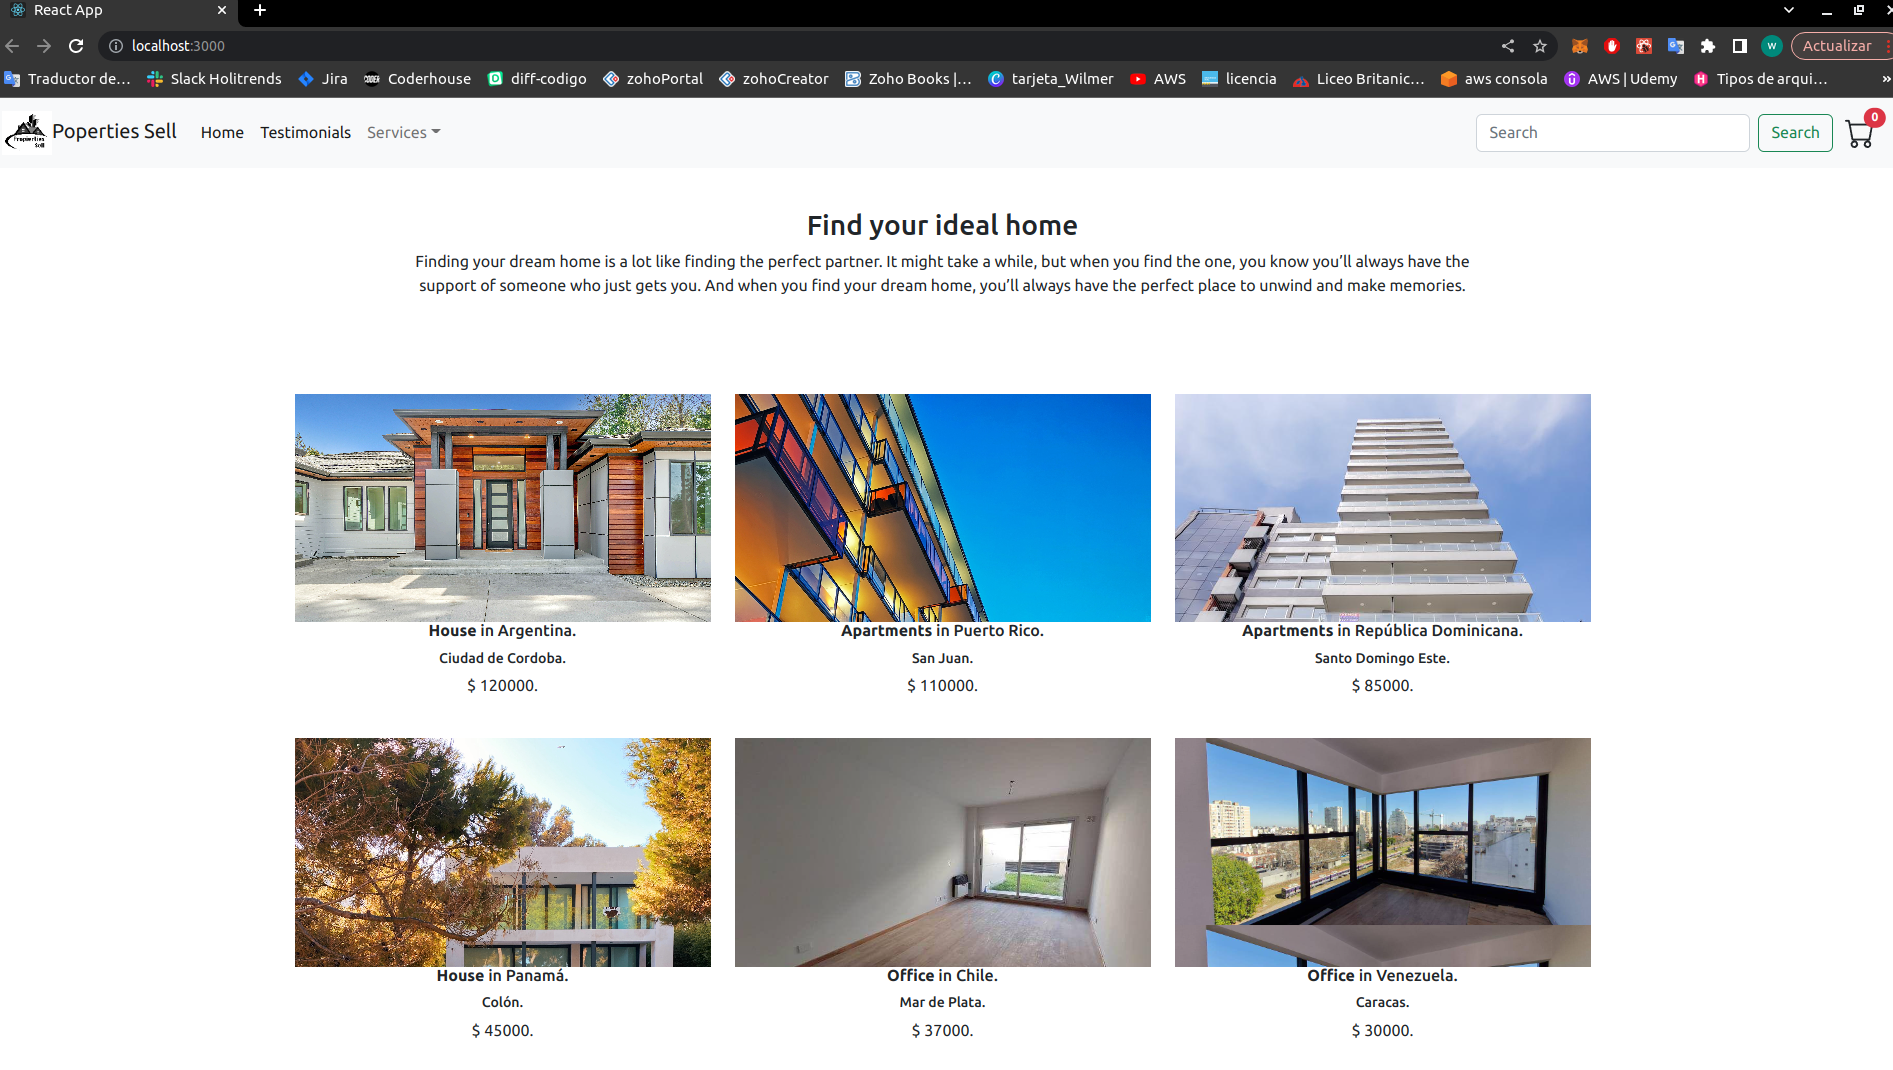 React App
localhost:3000
Actualizar
Traductor de... Slack Holitrends Jira Coderhouse diff-codigo zohoPortal zohoCreator Zoho Books |... tarjeta_Wilmer AWS licencia Liceo Britanic... aws consola AWS | Udemy Tipos de arqui... »
Properties Sell Poperties Sell Home Testimonials Services Search Search 0
Find your ideal home
Finding your dream home is a lot like finding the perfect partner. It might take a while, but when you find the one, you know you’ll always have the
support of someone who just gets you. And when you find your dream home, you’ll always have the perfect place to unwind and make memories.
House in Argentina.
Ciudad de Cordoba.
$ 120000.
Apartments in Puerto Rico.
San Juan.
$ 110000.
Apartments in República Dominicana.
Santo Domingo Este.
$ 85000.
House in Panamá.
Colón.
$ 45000.
Office in Chile.
Mar de Plata.
$ 37000.
Office in Venezuela.
Caracas.
$ 30000.